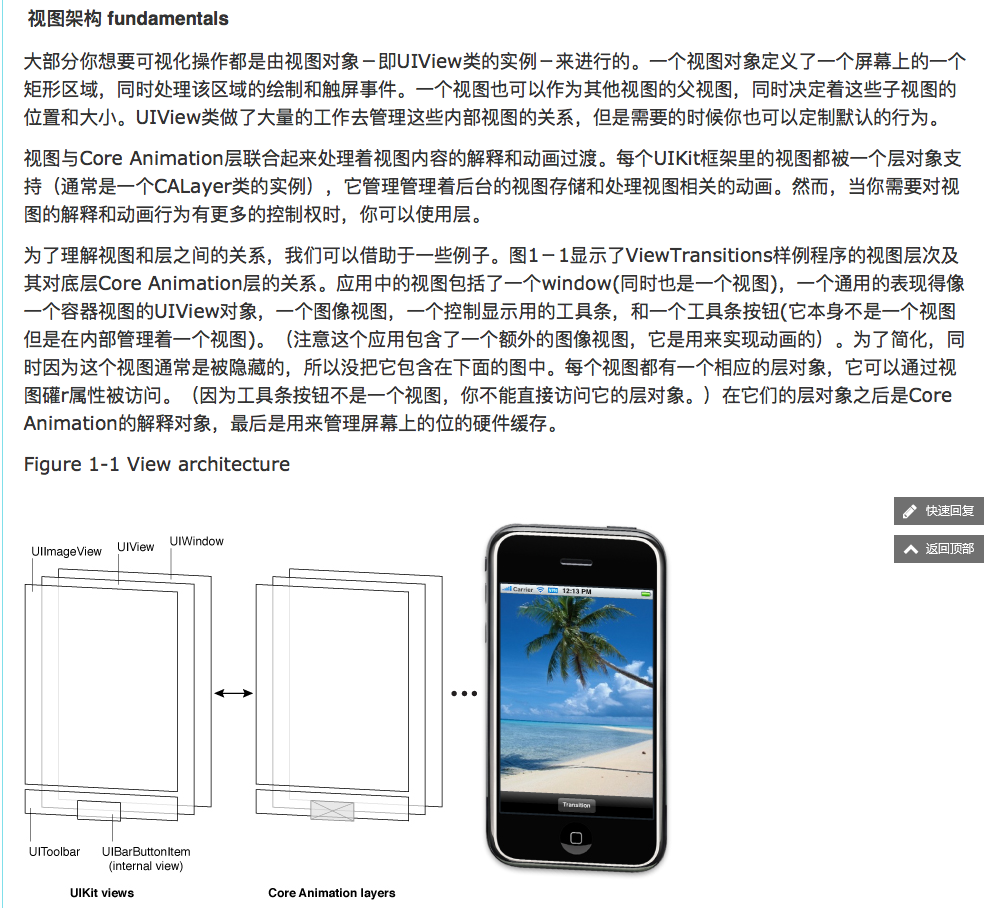 视图架构 fundamentals
大部分你想要可视化操作都是由视图对象－即UIView类的实例－来进行的。一个视图对象定义了一个屏幕上的一个
矩形区域，同时处理该区域的绘制和触屏事件。一个视图也可以作为其他视图的父视图，同时决定着这些子视图的
位置和大小。UIView类做了大量的工作去管理这些内部视图的关系，但是需要的时候你也可以定制默认的行为。
视图与Core Animation层联合起来处理着视图内容的解释和动画过渡。每个UIKit框架里的视图都被一个层对象支
持（通常是一个CALayer类的实例），它管理管理着后台的视图存储和处理视图相关的动画。然而，当你需要对视
图的解释和动画行为有更多的控制权时，你可以使用层。
为了理解视图和层之间的关系，我们可以借助于一些例子。图1－1显示了ViewTransitions样例程序的视图层次及
其对底层Core Animation层的关系。应用中的视图包括了一个window(同时也是一个视图)，一个通用的表现得像
一个容器视图的UIView对象，一个图像视图，一个控制显示用的工具条，和一个工具条按钮(它本身不是一个视图
但是在内部管理着一个视图)。（注意这个应用包含了一个额外的图像视图，它是用来实现动画的）。为了简化，同
时因为这个视图通常是被隐藏的，所以没把它包含在下面的图中。每个视图都有一个相应的层对象，它可以通过视
图礭r属性被访问。（因为工具条按钮不是一个视图，你不能直接访问它的层对象。）在它们的层对象之后是Core
Animation的解释对象，最后是用来管理屏幕上的位的硬件缓存。
Figure 1-1 View architecture
快速回复
返回顶部
UIImageView
UIView
UIWindow
Carrier
VPN
12:13 PM
Transition
UIToolbar
UIBarButtonItem
(internal view)
UIKit views
Core Animation layers